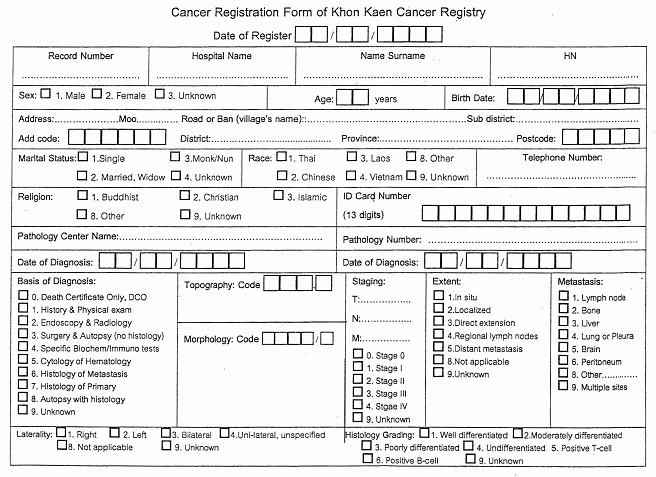 Cancer Registration Form of Khon Kaen Cancer Registry
Date of Register / /
Record Number Hospital Name Name Surname HN
Sex: 1. Male 2. Female 3. Unknown Age: years Birth Date: / /
Address:..........Moo..........Road or Ban (village's name):..........Sub district:..........
Add code: District:.......... Province:.......... Postcode:
Marital Status: 1.Single 3.Monk/Nun Race: 1. Thai 3. Laos 8. Other Telephone Number:
2. Married, Widow 4. Unknown 2. Chinese 4. Vietnam 9. Unknown
Religion: 1. Buddhist 2. Christian 3. Islamic ID Card Number
8. Other 9. Unknown (13 digits)
Pathology Center Name:.......... Pathology Number: ..........
Date of Diagnosis: / / Date of Diagnosis: / /
Basis of Diagnosis:
0. Death Certificate Only, DCO
1. History & Physical exam
2. Endoscopy & Radiology
3. Surgery & Autopsy (no histology)
4. Specific Biochem/Immuno tests
5. Cytology of Hematology
6. Histology of Metastasis
7. Histology of Primary
8. Autopsy with histology
9. Unknown
Topography: Code .
Morphology: Code /
Staging:
T:..........
N:..........
M:..........
0. Stage 0
1. Stage I
2. Stage II
3. Stage III
4. Stgae IV
9. Unknown
Extent:
1.In situ
2.Localized
3.Direct extension
4.Regional lymph nodes
5.Distant metastasis
8.Not applicable
9.Unknown
Metastasis:
1. Lymph node
2. Bone
3. Liver
4. Lung or Pleura
5. Brain
6. Peritoneum
8. Other..........
9. Multiple sites
Laterality: 1. Right 2. Left 3. Bilateral 4.Uni-lateral, unspecified
8. Not applicable 9. Unknown
Histology Grading: 1. Well differentiated 2.Moderately differentiated
3. Poorly differentiated 4. Undifferentiated 5. Positive T-cell
6. Positive B-cell 9. Unknown